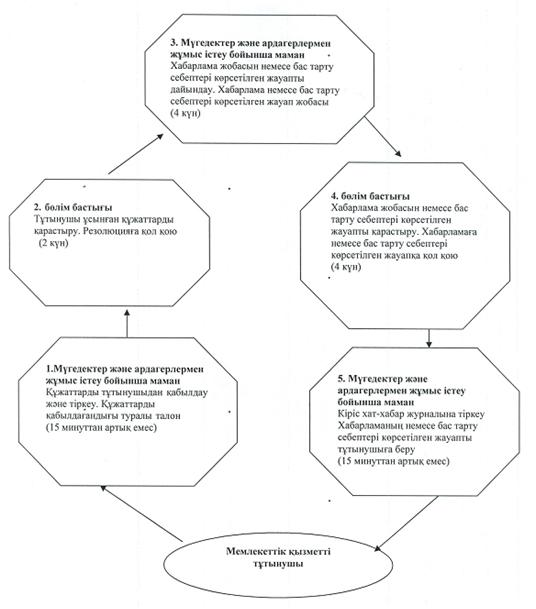 3. Мүгедектер және ардагерлермен
жұмыс істеу бойынша маман
Хабарлама жобасын немесе бас тарту
себептері көрсетілген жауапты
дайындау. Хабарлама немесе бас тарту
себептері көрсетілген жауап жобасы
(4 күн)
2. бөлім бастығы
Тұтынушы ұсынған құжаттарды
қарастыру. Резолюцияға қол қою
(2 күн)
4. бөлім бастығы
Хабарлама жобасын немесе бас
тарту себептері көрсетілген
жауапты қарастыру. Хабарламаға
немесе бас тарту себептері
көрсетілген жауапқа қол қою
(4 күн)
1.Мүгедектер және ардагерлермен
жұмыс істеу бойынша маман
Құжаттарды тұтынушыдан қабылдау
және тіркеу. Құжаттарды
қабылдағандығы туралы талон
(15 минуттан артық емес)
5. Мүгедектер және
ардагерлермен жұмыс істеу
бойынша маман
Кіріс хат-хабар журналына тіркеу
Хабарламаның немесе бас тарту
себептері көрсетілген жауапты
тұтынушыға беру
(15 минуттан артық емес)
Мемлекеттік қызметті
тұтынушы